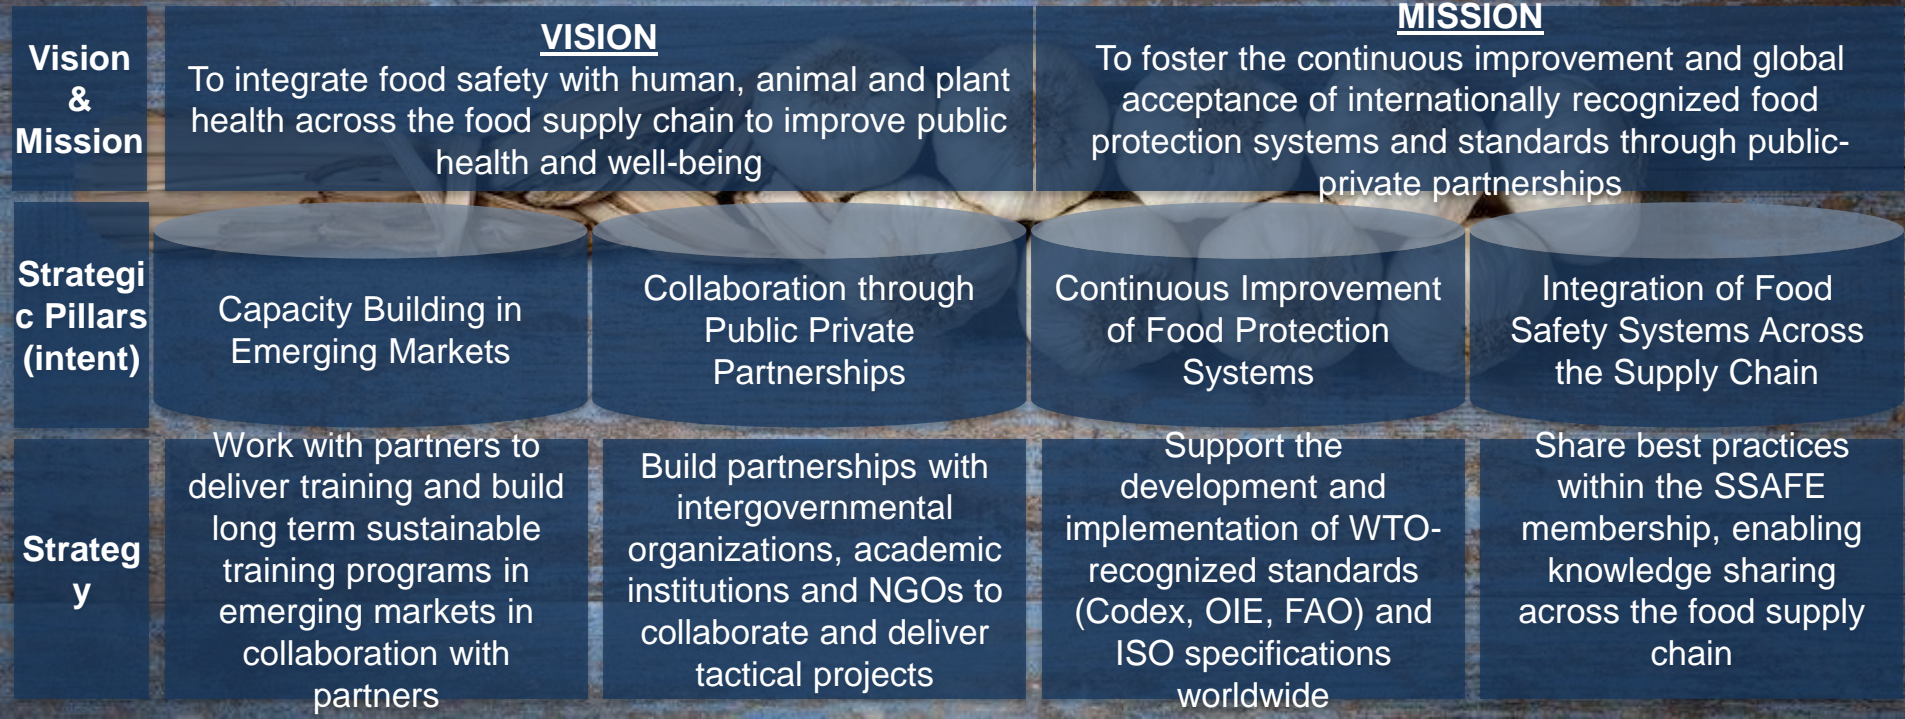 Vision
&
Mission
VISION
To integrate food safety with human, animal and plant
health across the food supply chain to improve public
health and well-being
MISSION
To foster the continuous improvement and global
acceptance of internationally recognized food
protection systems and standards through public-
private partnerships
Strategi
c Pillars
(intent)
Capacity Building in
Emerging Markets
Collaboration through
Public Private
Partnerships
Continuous Improvement
of Food Protection
Systems
Integration of Food
Safety Systems Across
the Supply Chain
Strateg
y
Work with partners to
deliver training and build
long term sustainable
training programs in
emerging markets in
collaboration with
partners
Build partnerships with
intergovernmental
organizations, academic
institutions and NGOs to
collaborate and deliver
tactical projects
Support the
development and
implementation of WTO-
recognized standards
(Codex, OIE, FAO) and
ISO specifications
worldwide
Share best practices
within the SSAFE
membership, enabling
knowledge sharing
across the food supply
chain